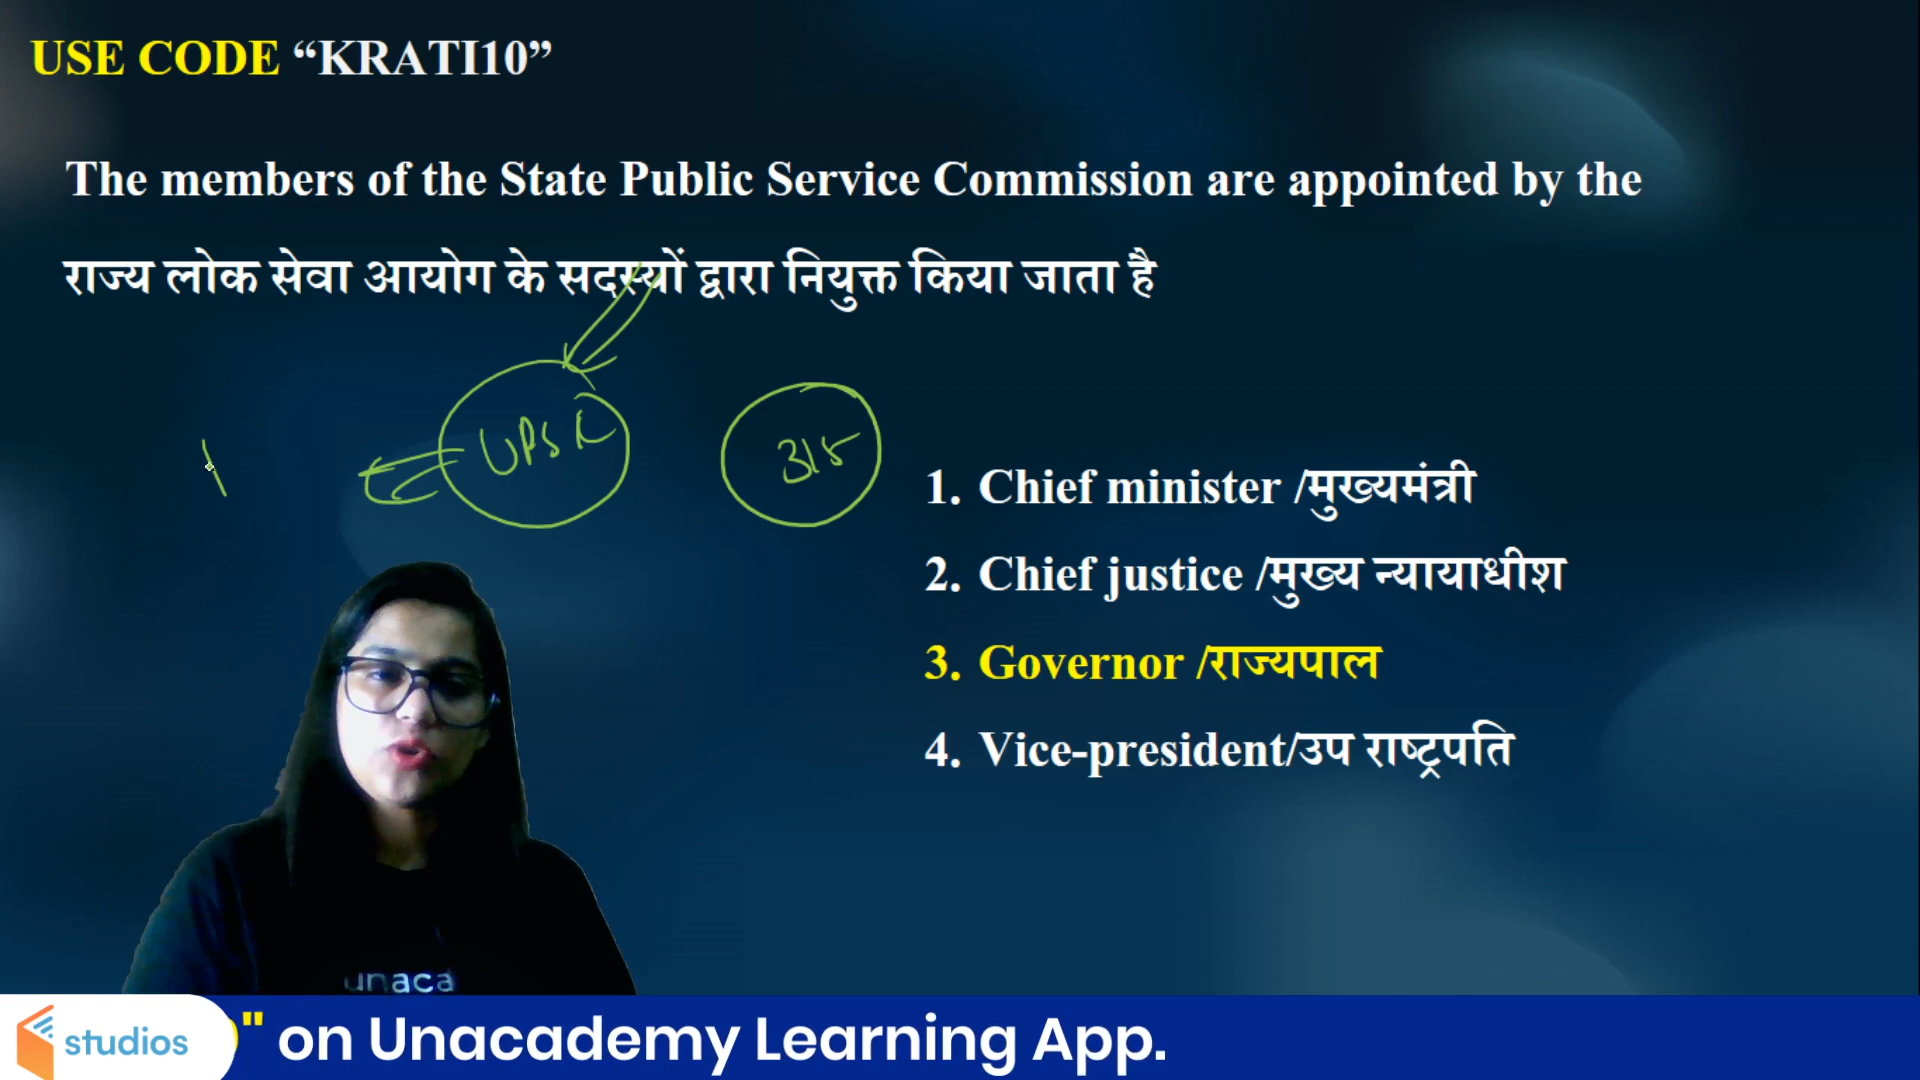 USE CODE “KRATI10”
The members of the State Public Service Commission are appointed by the
राज्य लोक सेवा आयोग के सदस्यों द्वारा नियुक्त किया जाता है
UPSC
315
1. Chief minister /मुख्यमंत्री
2. Chief justice /मुख्य न्यायाधीश
3. Governor /राज्यपाल
4. Vice-president/उप राष्ट्रपति
unaca
studios
" on Unacademy Learning App.